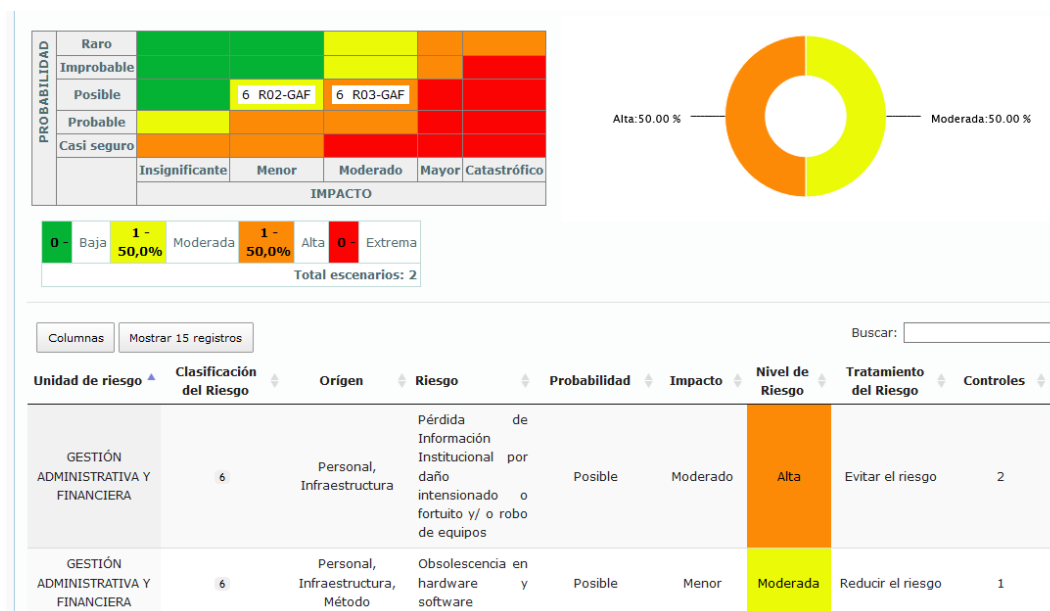 PROBABILIDAD
Raro
Improbable
Posible
6 R02-GAF
6 R03-GAF
Probable
Casi seguro
Insignificante Menor Moderado Mayor Catastrófico
IMPACTO
Alta:50.00 %
Moderada:50.00 %
0 - Baja 1 - 50,0% Moderada 1 - 50,0% Alta 0 - Extrema
Total escenarios: 2
Columnas
Mostrar 15 registros
Buscar:
Unidad de riesgo
Clasificación
del Riesgo
Orígen
Riesgo
Probabilidad
Impacto
Nivel de
Riesgo
Tratamiento
del Riesgo
Controles
GESTIÓN
ADMINISTRATIVA Y
FINANCIERA
6
Personal,
Infraestructura
Pérdida de
Información
Institucional por
daño
intensionado o
fortuito y/ o robo
de equipos
Posible
Moderado
Alta
Evitar el riesgo
2
GESTIÓN
ADMINISTRATIVA Y
FINANCIERA
6
Personal,
Infraestructura,
Método
Obsolescencia en
hardware y
software
Posible
Menor
Moderada
Reducir el riesgo
1